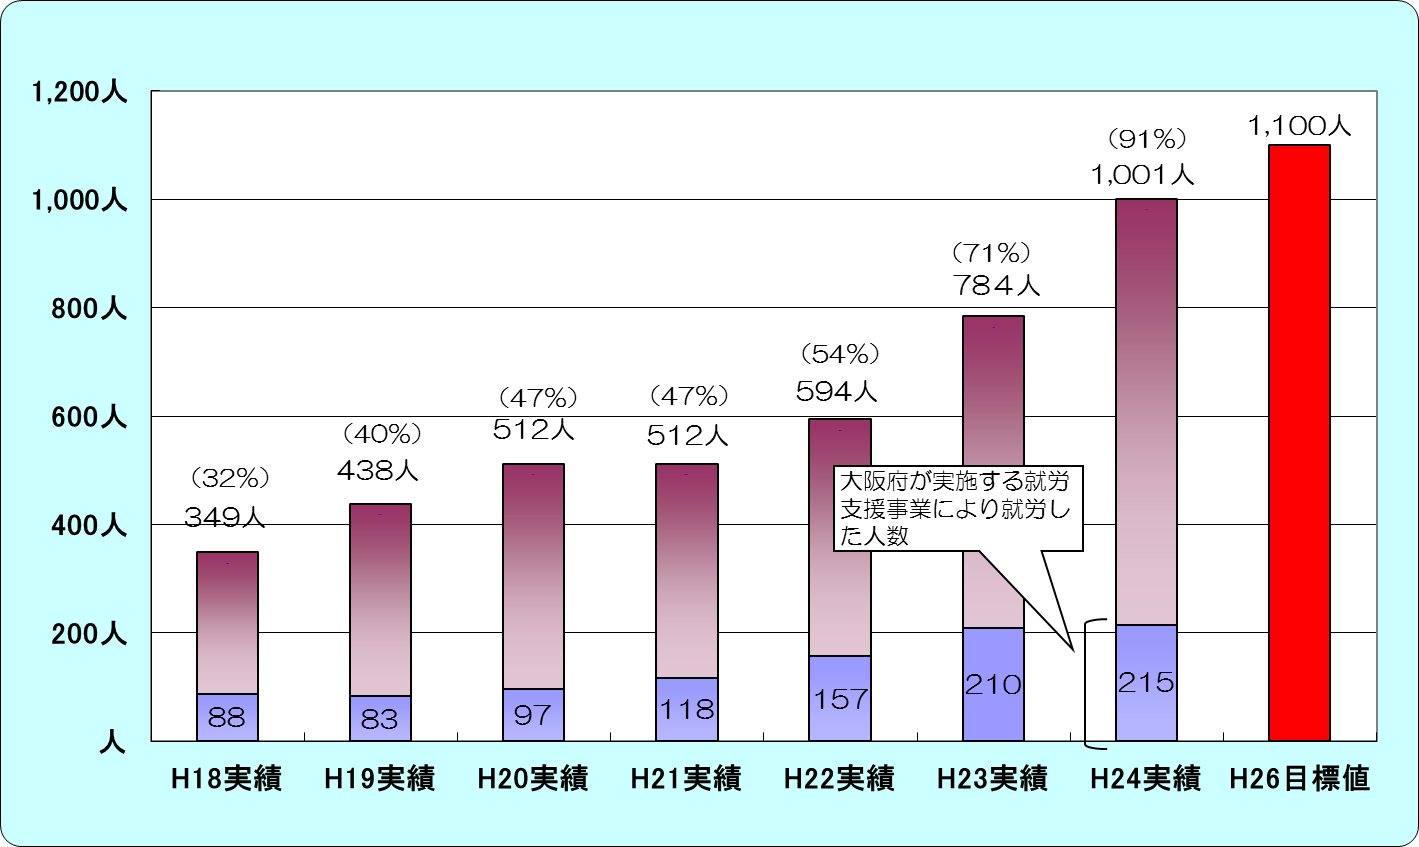 1,200人
1,000人
800人
600人
400人
200人
人
(32%)
349人
88
(40%)
438人
83
(47%)
512人
97
(47%)
512人
118
(54%)
594人
157
(71%)
784人
210
(91%)
1,001人
215
1,100人
大阪府が実施する就労
支援事業により就労し
た人数
H18実績
H19実績
H20実績
H21実績
H22実績
H23実績
H24実績
H26目標値